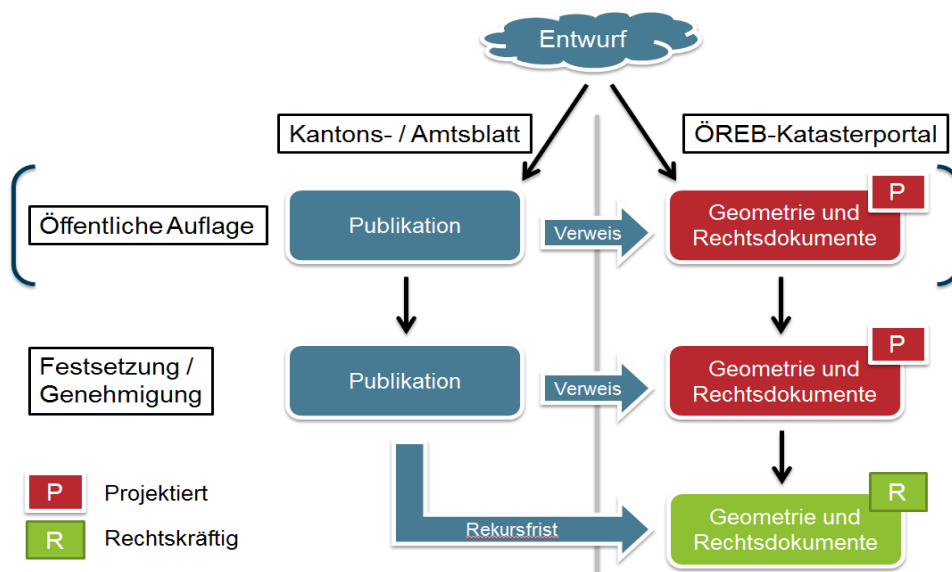 Entwurf
Kantons- / Amtsblatt
ÖREB-Katasterportal
Öffentliche Auflage
Publikation
Verweis
Geometrie und
Rechtsdokumente
P
Festsetzung /
Genehmigung
Publikation
Verweis
Geometrie und
Rechtsdokumente
P
P Projektiert
R Rechtskräftig
Rekursfrist
Geometrie und
Rechtsdokumente
R